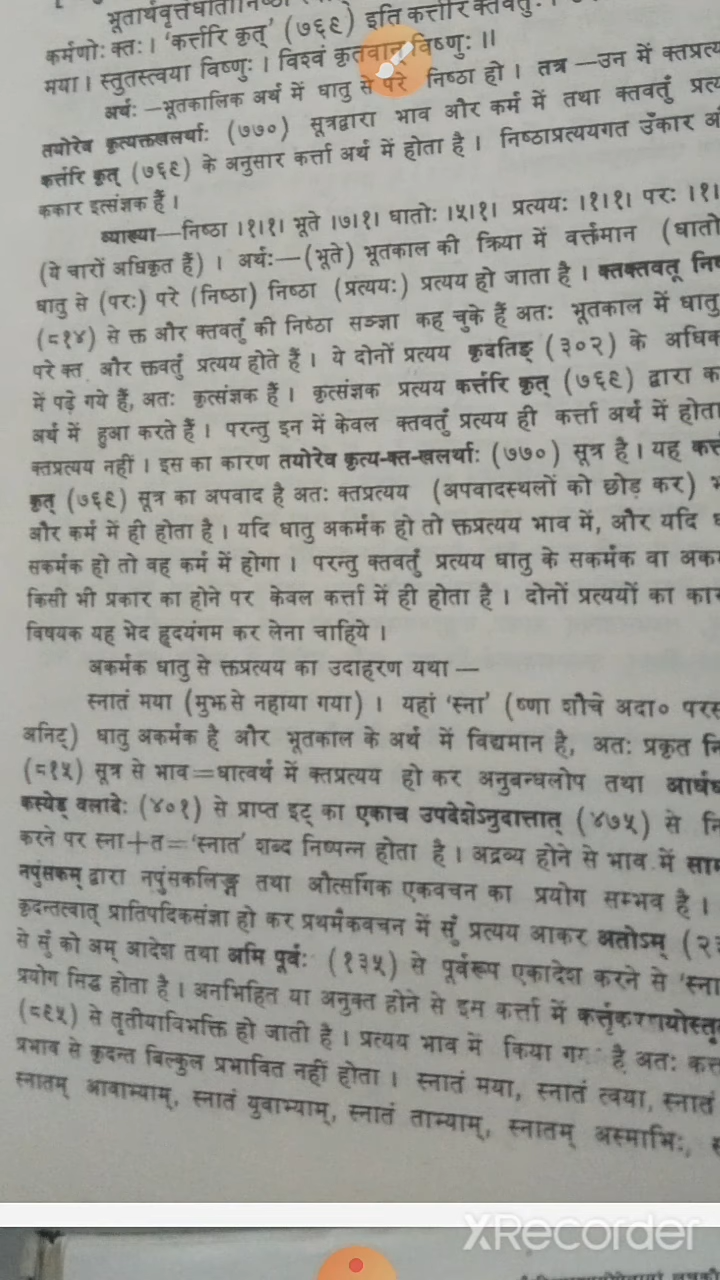 भूतार्थवृत्तेर्धातोर्निष्ठा
कर्मणोः क्तः। 'कर्त्तरि कृत्' (७६९) इति कर्त्तरि क्तवतुः।
मया। स्तुतस्त्वया विष्णुः। विश्वं कृतवान् विष्णुः॥
अर्थः—भूतकालिक अर्थ में धातु से परे निष्ठा हो। तत्र—उन में क्तप्रत्य
तयोरेव कृत्यक्तखलर्थाः (७७०) सूत्रद्वारा भाव और कर्म में तथा क्तवतुँ प्रत्य
कर्त्तरि कृत् (७६९) के अनुसार कर्त्ता अर्थ में होता है। निष्ठाप्रत्ययगत उँकार औ
ककार इत्संज्ञक हैं।
व्याख्या—निष्ठा ।१।१। भूते ।७।१। धातोः ।५।१। प्रत्ययः ।१।१। परः ।१।
(ये चारों अधिकृत हैं)। अर्थः—(भूते) भूतकाल की क्रिया में वर्त्तमान (धातो
धातु से (परः) परे (निष्ठा) निष्ठा (प्रत्ययः) प्रत्यय हो जाता है। क्तक्तवतू निष
(८१४) से क्त और क्तवतुँ की निष्ठा सञ्ज्ञा कह चुके हैं अतः भूतकाल में धातु
परे क्त और क्तवतुँ प्रत्यय होते हैं। ये दोनों प्रत्यय कृदतिङ् (३०२) के अधिक
में पढ़े गये हैं, अतः कृत्संज्ञक हैं। कृत्संज्ञक प्रत्यय कर्त्तरि कृत् (७६९) द्वारा क
अर्थ में हुआ करते हैं। परन्तु इन में केवल क्तवतुँ प्रत्यय ही कर्त्ता अर्थ में होता
क्तप्रत्यय नहीं। इस का कारण तयोरेव कृत्य-क्त-खलर्थाः (७७०) सूत्र है। यह कर्त्त
कृत् (७६९) सूत्र का अपवाद है अतः क्तप्रत्यय (अपवादस्थलों को छोड़ कर) भ
और कर्म में ही होता है। यदि धातु अकर्मक हो तो क्तप्रत्यय भाव में, और यदि ध
सकर्मक हो तो वह कर्म में होगा। परन्तु क्तवतुँ प्रत्यय धातु के सकर्मक वा अक
किसी भी प्रकार का होने पर केवल कर्त्ता में ही होता है। दोनों प्रत्ययों का का
विषयक यह भेद हृदयंगम कर लेना चाहिये।
अकर्मक धातु से क्तप्रत्यय का उदाहरण यथा—
स्नातं मया (मुझसे नहाया गया)। यहां 'स्ना' (ष्णा शौचे अदा० परस
अनिट्) धातु अकर्मक है और भूतकाल के अर्थ में विद्यमान है, अतः प्रकृत नि
(८१५) सूत्र से भाव=धात्वर्थ में क्तप्रत्यय हो कर अनुबन्धलोप तथा आर्धध
कस्येड् वलादेः (४०१) से प्राप्त इट् का एकाच उपदेशेऽनुदात्तात् (४७५) से नि
करने पर स्ना+त='स्नात' शब्द निष्पन्न होता है। अद्रव्य होने से भाव में साम
नपुंसकम् द्वारा नपुंसकलिङ्ग तथा औत्सर्गिक एकवचन का प्रयोग सम्भव है।
कृदन्तत्वात् प्रातिपदिकसंज्ञा हो कर प्रथमैकवचन में सुँ प्रत्यय आकर अतोऽम् (२३
से सुँ को अम् आदेश तथा अमि पूर्वः (१३५) से पूर्वरूप एकादेश करने से 'स्ना
प्रयोग सिद्ध होता है। अनभिहित या अनुक्त होने से इस कर्त्ता में कर्त्तृकरणयोस्तृ
(८९५) से तृतीयाविभक्ति हो जाती है। प्रत्यय भाव में किया गया है अतः कर्त्त
प्रभाव से कृदन्त बिल्कुल प्रभावित नहीं होता। स्नातं मया, स्नातं त्वया, स्नातं
स्नातम् आवाभ्याम्, स्नातं युवाभ्याम्, स्नातं ताभ्याम्, स्नातम् अस्माभिः,
XRecorder